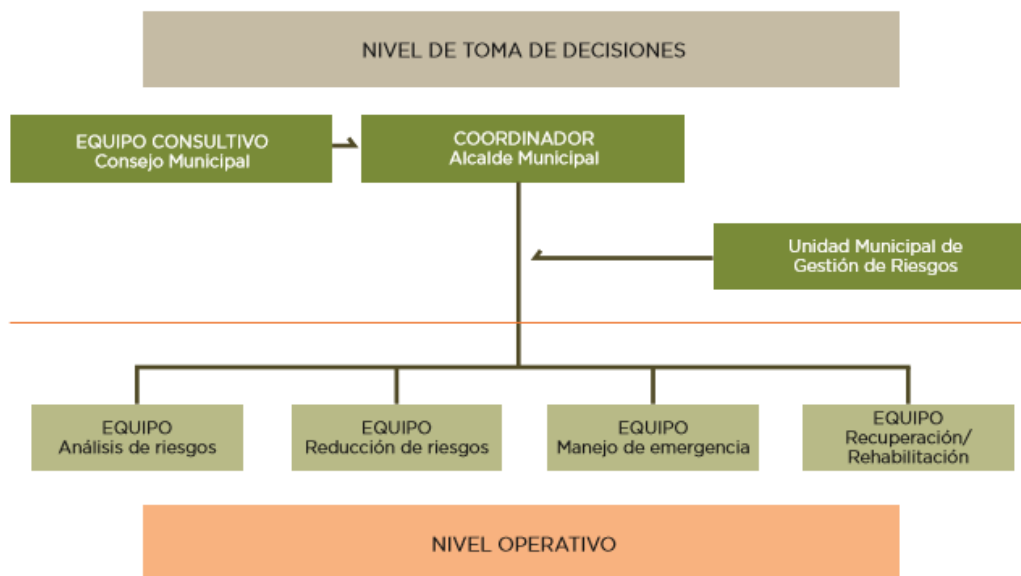 NIVEL DE TOMA DE DECISIONES
EQUIPO CONSULTIVO
Consejo Municipal
COORDINADOR
Alcalde Municipal
Unidad Municipal de
Gestión de Riesgos
EQUIPO
Análisis de riesgos
EQUIPO
Reducción de riesgos
EQUIPO
Manejo de emergencia
EQUIPO
Recuperación/
Rehabilitación
NIVEL OPERATIVO